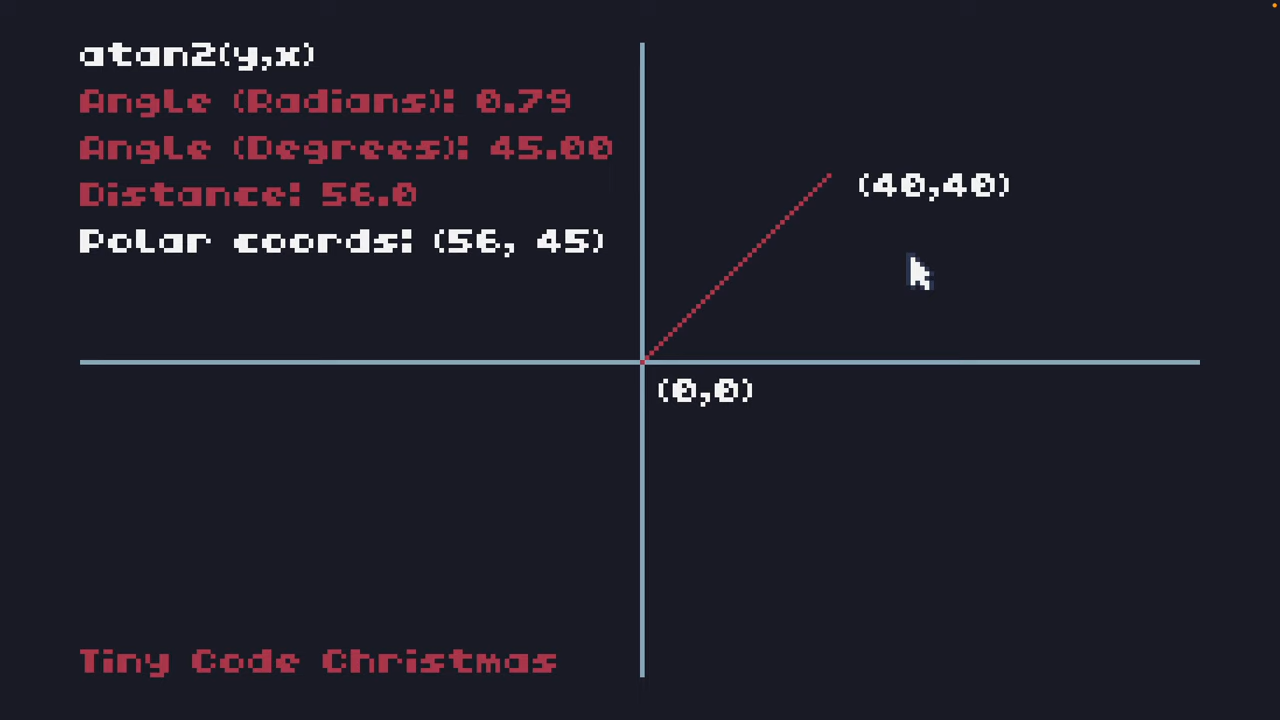 atan2(y,x)
Angle (Radians): 0.79
Angle (Degrees): 45.00
Distance: 56.0
Polar coords: (56, 45)
(40,40)
(0,0)
Tiny Code Christmas